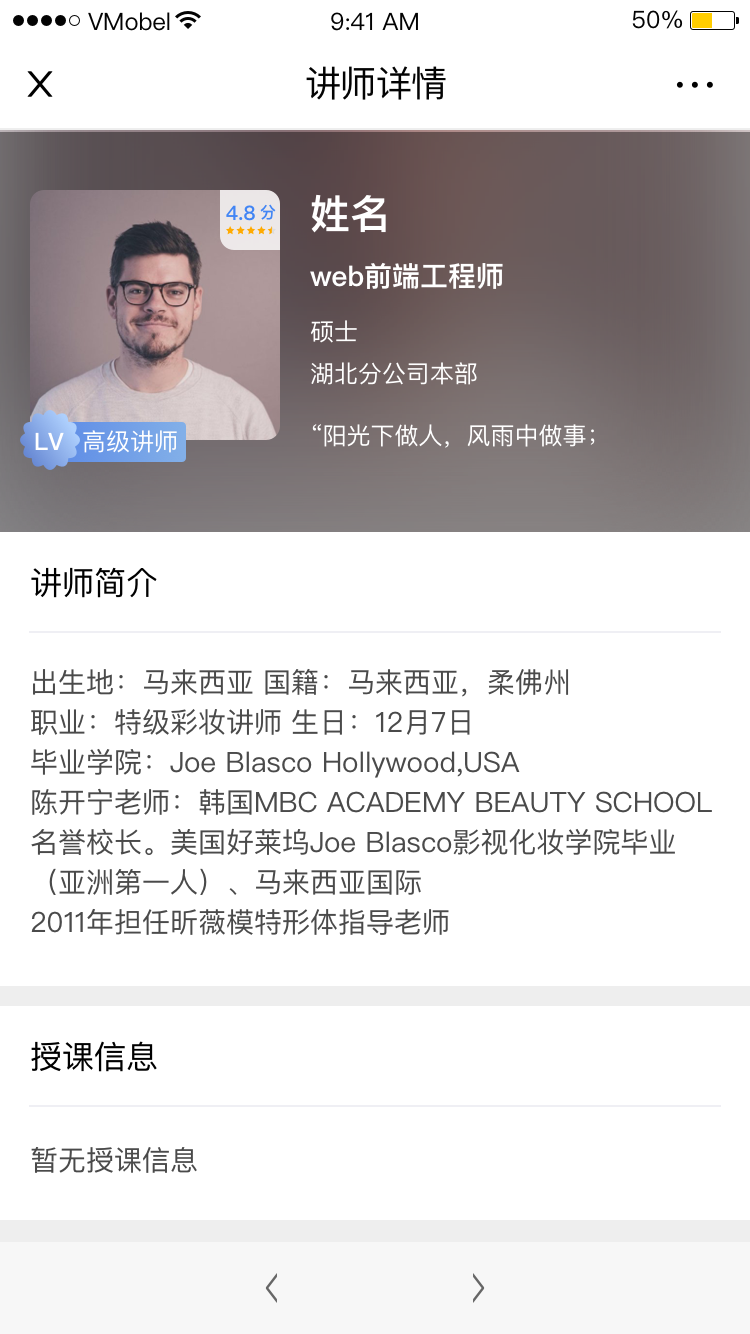 VMobel
9:41 AM
50%
X
讲师详情
4.8 分
姓名
web前端工程师
硕士
湖北分公司本部
“阳光下做人，风雨中做事；
LV 高级讲师
讲师简介
出生地：马来西亚 国籍：马来西亚，柔佛州
职业：特级彩妆讲师 生日：12月7日
毕业学院：Joe Blasco Hollywood,USA
陈开宁老师：韩国MBC ACADEMY BEAUTY SCHOOL
名誉校长。美国好莱坞Joe Blasco影视化妆学院毕业
（亚洲第一人）、马来西亚国际
2011年担任昕薇模特形体指导老师
授课信息
暂无授课信息